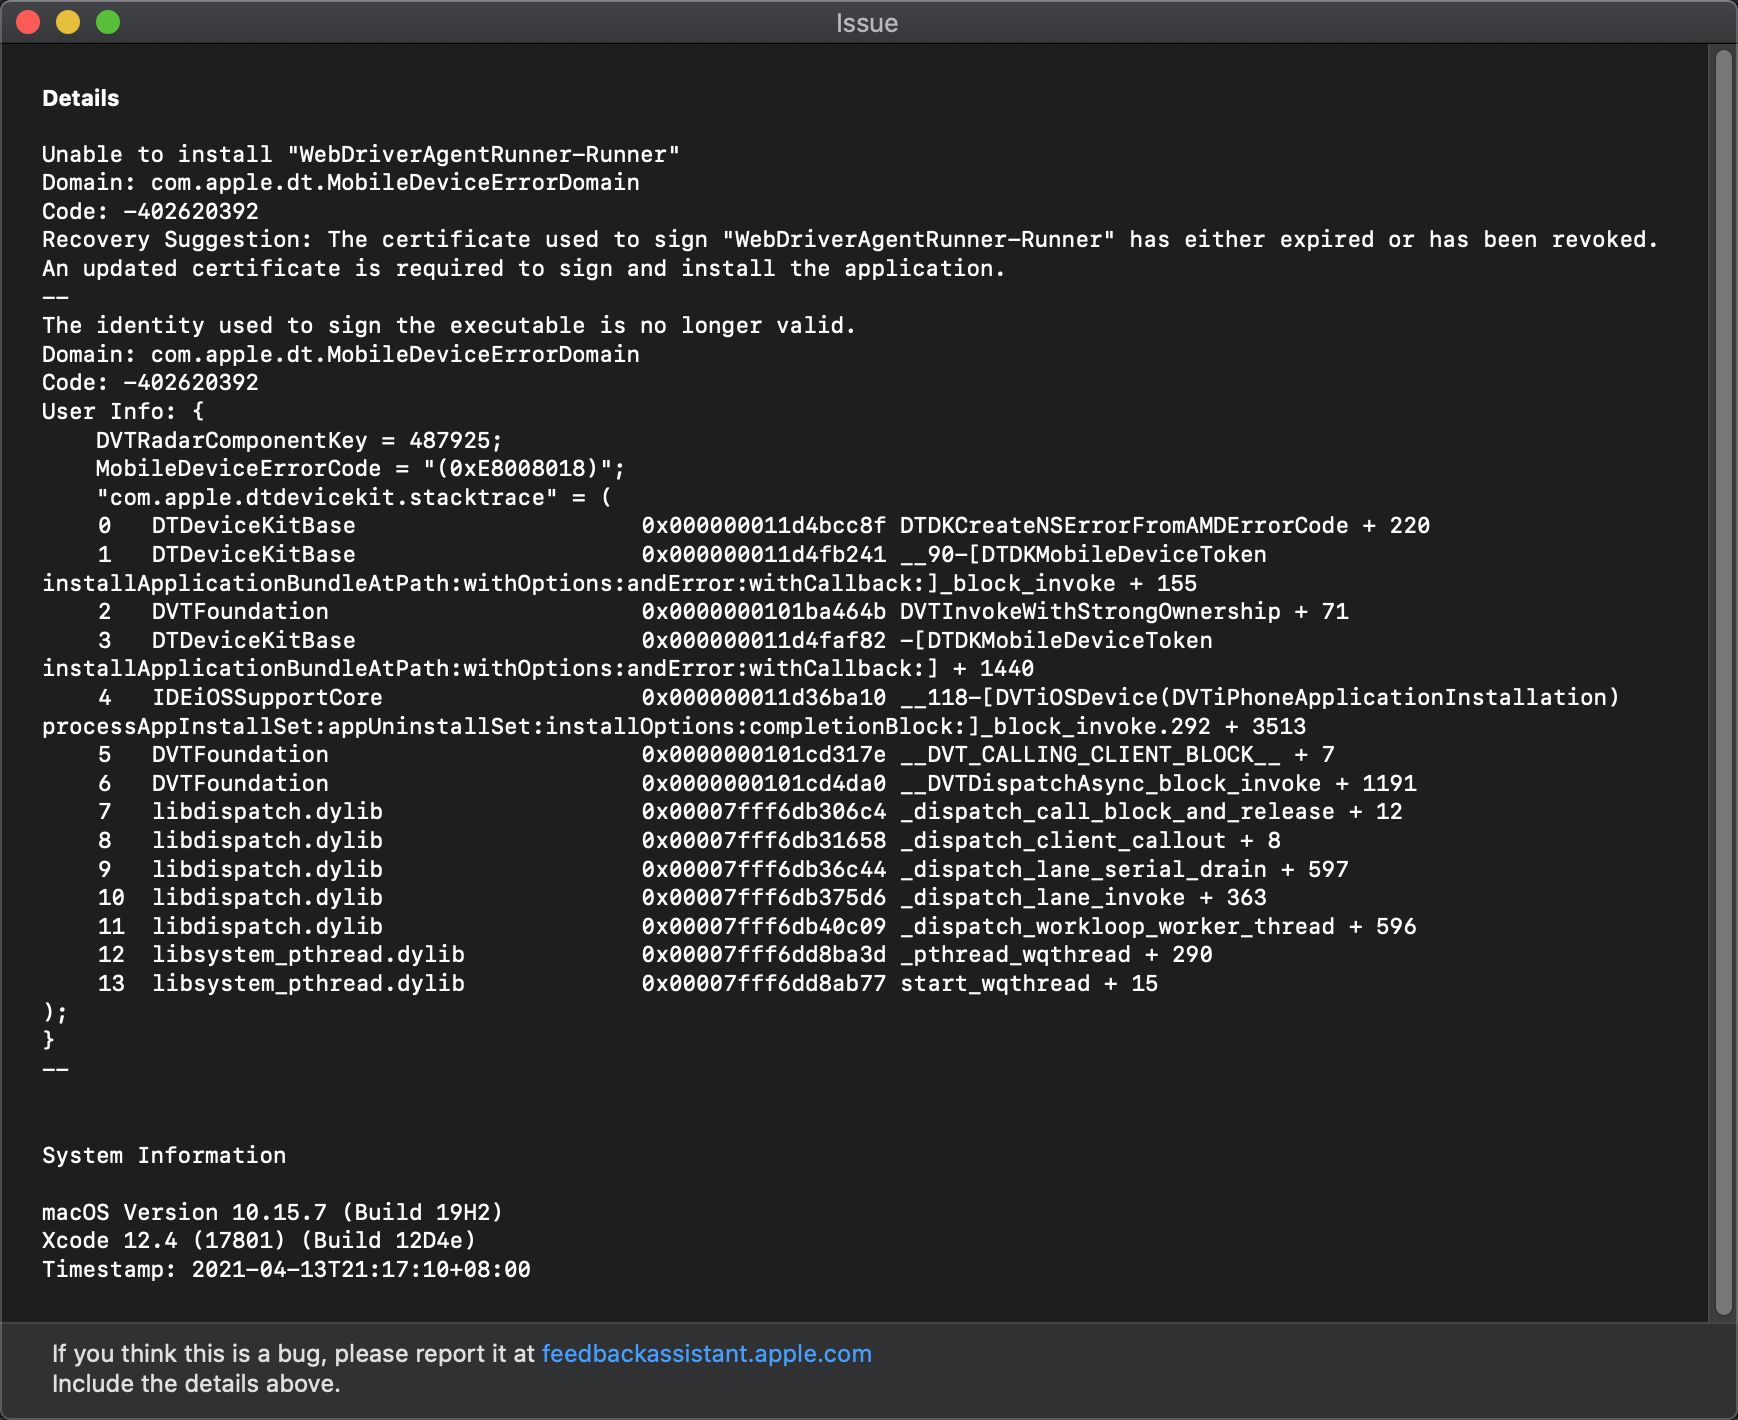 Issue
Details
Unable to install "WebDriverAgentRunner-Runner"
Domain: com.apple.dt.MobileDeviceErrorDomain
Code: -402620392
Recovery Suggestion: The certificate used to sign "WebDriverAgentRunner-Runner" has either expired or has been revoked.
An updated certificate is required to sign and install the application.
--
The identity used to sign the executable is no longer valid.
Domain: com.apple.dt.MobileDeviceErrorDomain
Code: -402620392
User Info: {
    DVTRadarComponentKey = 487925;
    MobileDeviceErrorCode = "(0xE8008018)";
    "com.apple.dtdevicekit.stacktrace" = (
    0   DTDeviceKitBase                     0x000000011d4bcc8f DTDKCreateNSErrorFromAMDErrorCode + 220
    1   DTDeviceKitBase                     0x000000011d4fb241 __90-[DTDKMobileDeviceToken
installApplicationBundleAtPath:withOptions:andError:withCallback:]_block_invoke + 155
    2   DVTFoundation                       0x0000000101ba464b DVTInvokeWithStrongOwnership + 71
    3   DTDeviceKitBase                     0x000000011d4faf82 -[DTDKMobileDeviceToken
installApplicationBundleAtPath:withOptions:andError:withCallback:] + 1440
    4   IDEiOSSupportCore                   0x000000011d36ba10 __118-[DVTiOSDevice(DVTiPhoneApplicationInstallation)
processAppInstallSet:appUninstallSet:installOptions:completionBlock:]_block_invoke.292 + 3513
    5   DVTFoundation                       0x0000000101cd317e __DVT_CALLING_CLIENT_BLOCK__ + 7
    6   DVTFoundation                       0x0000000101cd4da0 __DVTDispatchAsync_block_invoke + 1191
    7   libdispatch.dylib                   0x00007fff6db306c4 _dispatch_call_block_and_release + 12
    8   libdispatch.dylib                   0x00007fff6db31658 _dispatch_client_callout + 8
    9   libdispatch.dylib                   0x00007fff6db36c44 _dispatch_lane_serial_drain + 597
    10  libdispatch.dylib                   0x00007fff6db375d6 _dispatch_lane_invoke + 363
    11  libdispatch.dylib                   0x00007fff6db40c09 _dispatch_workloop_worker_thread + 596
    12  libsystem_pthread.dylib             0x00007fff6dd8ba3d _pthread_wqthread + 290
    13  libsystem_pthread.dylib             0x00007fff6dd8ab77 start_wqthread + 15
);
}
--
System Information
macOS Version 10.15.7 (Build 19H2)
Xcode 12.4 (17801) (Build 12D4e)
Timestamp: 2021-04-13T21:17:10+08:00
If you think this is a bug, please report it at feedbackassistant.apple.com
Include the details above.